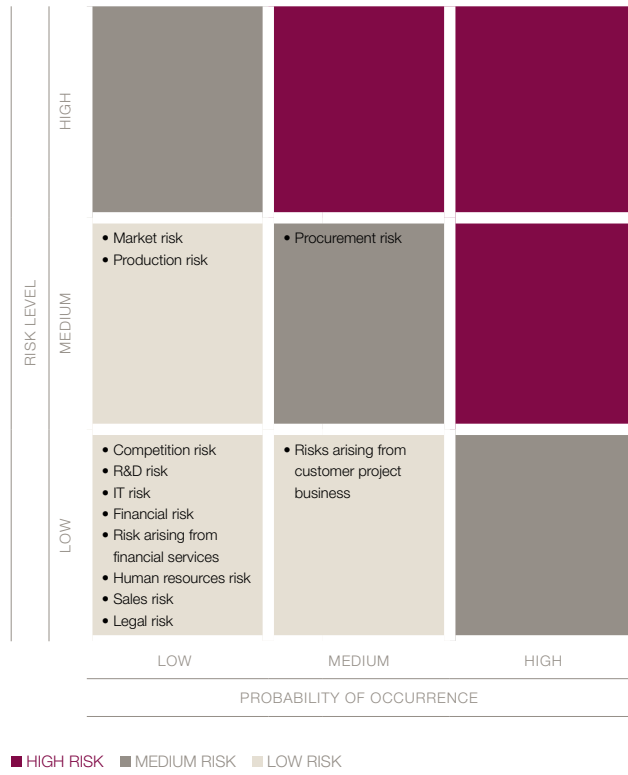 RISK LEVEL
HIGH
MEDIUM
• Market risk
• Production risk
• Procurement risk
LOW
• Competition risk
• R&D risk
• IT risk
• Financial risk
• Risk arising from
financial services
• Human resources risk
• Sales risk
• Legal risk
• Risks arising from
customer project
business
LOW
MEDIUM
HIGH
PROBABILITY OF OCCURRENCE
HIGH RISK
MEDIUM RISK
LOW RISK